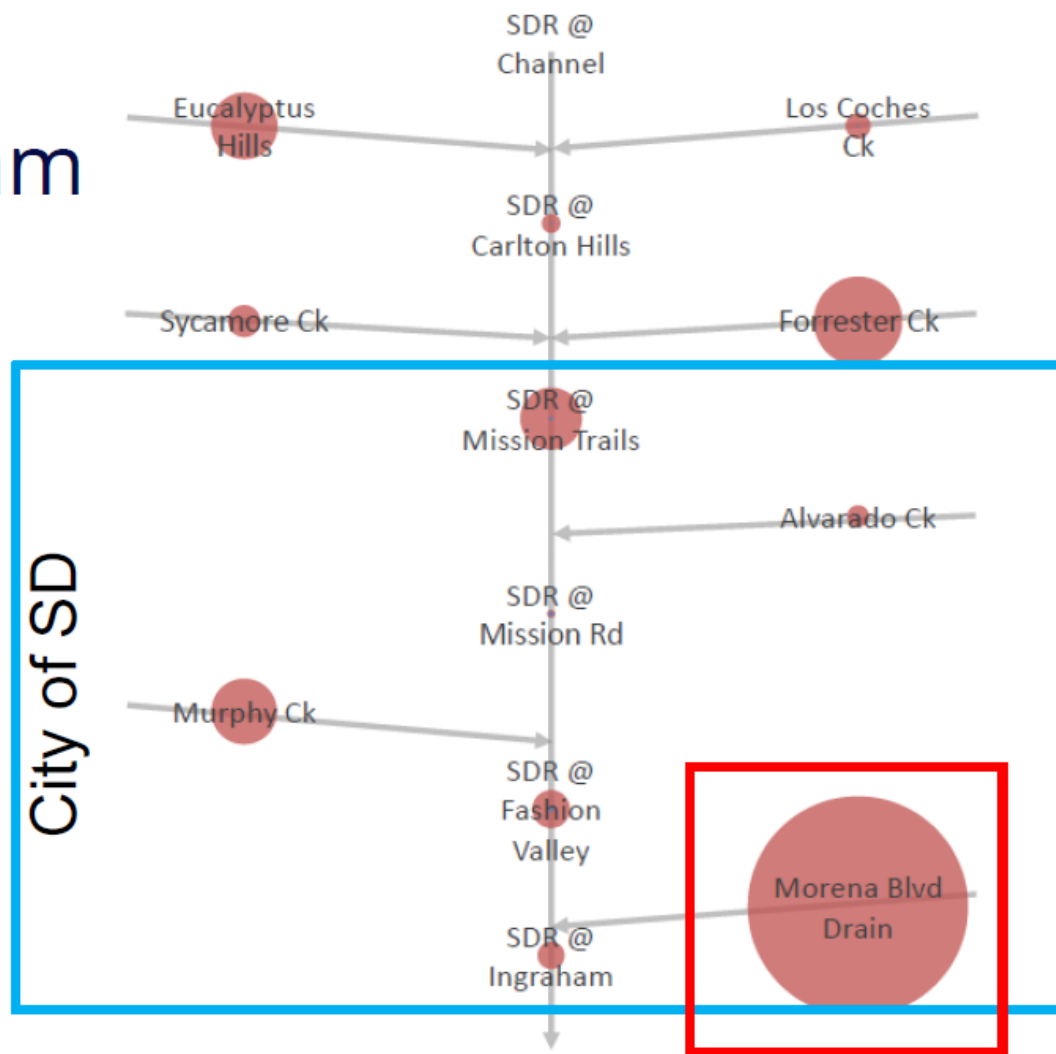 SDR @
Channel
Eucalyptus
Hills
Los Coches
Ck
m
SDR @
Carlton Hills
Sycamore Ck
Forrester Ck
SDR @
Mission Trails
Alvarado Ck
City of SD
SDR @
Mission Rd
Murphy Ck
SDR @
Fashion
Valley
Morena Blvd
Drain
SDR @
Ingraham